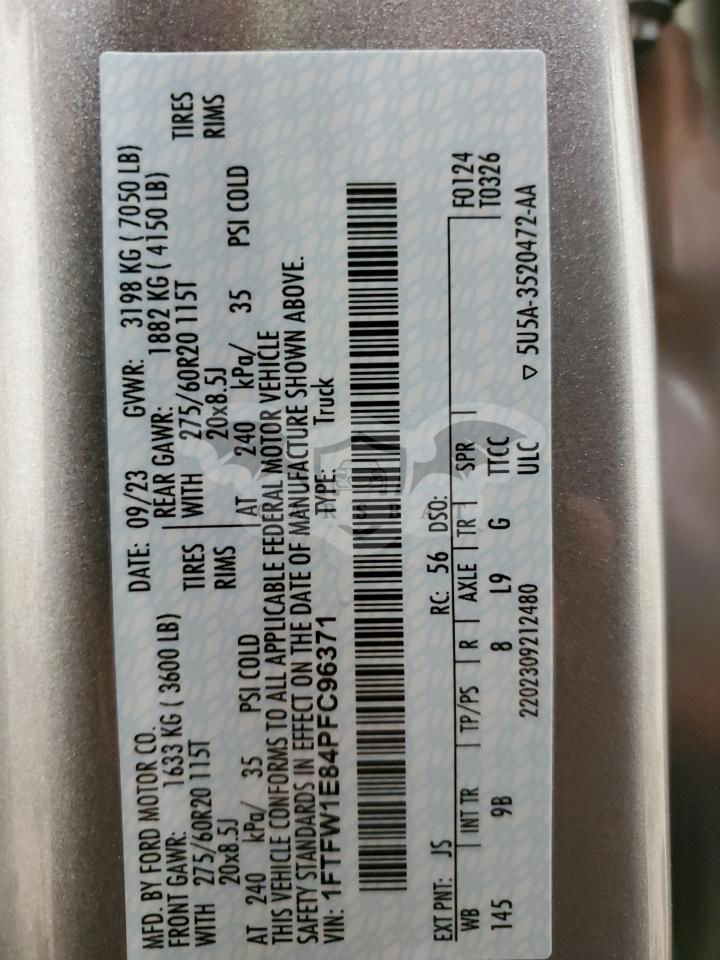 MFD. BY FORD MOTOR CO.
DATE: 09/23 GVWR: 3198 KG ( 7050 LB)
FRONT GAWR: 1633 KG ( 3600 LB)
REAR GAWR: 1882 KG ( 4150 LB)
WITH 275/60R20 115T TIRES
WITH 275/60R20 115T TIRES
20x8.5J RIMS
20x8.5J RIMS
AT 240 kPa/ 35 PSI COLD
AT 240 kPa/ 35 PSI COLD
THIS VEHICLE CONFORMS TO ALL APPLICABLE FEDERAL MOTOR VEHICLE
SAFETY STANDARDS IN EFFECT ON THE DATE OF MANUFACTURE SHOWN ABOVE.
VIN: 1FTFW1E84PFC96371 TYPE: Truck
EXT PNT: JS RC: 56 DSO: F0124
WB INT TR TP/PS R AXLE TR SPR T0326
145 9B 8 L9 G TTCC
2202309212480 ULC ▽ 5U5A-3520472-AA